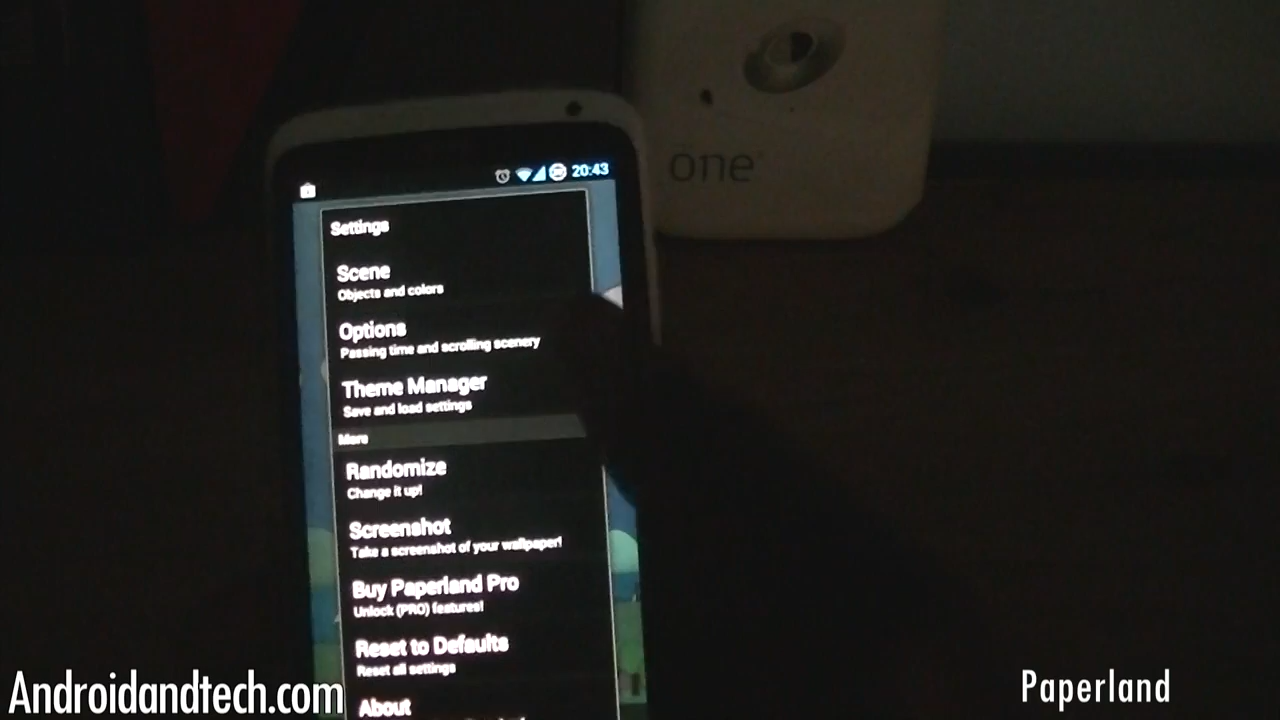 one
20:43
Settings
Scene
Objects and colors
Options
Passing time and scrolling scenery
Theme Manager
Save and load settings
More
Randomize
Change it up!
Screenshot
Take a screenshot of your wallpaper!
Buy Paperland Pro
Unlock (PRO) features!
Reset to Defaults
Reset all settings
About
Androidandtech.com
Paperland